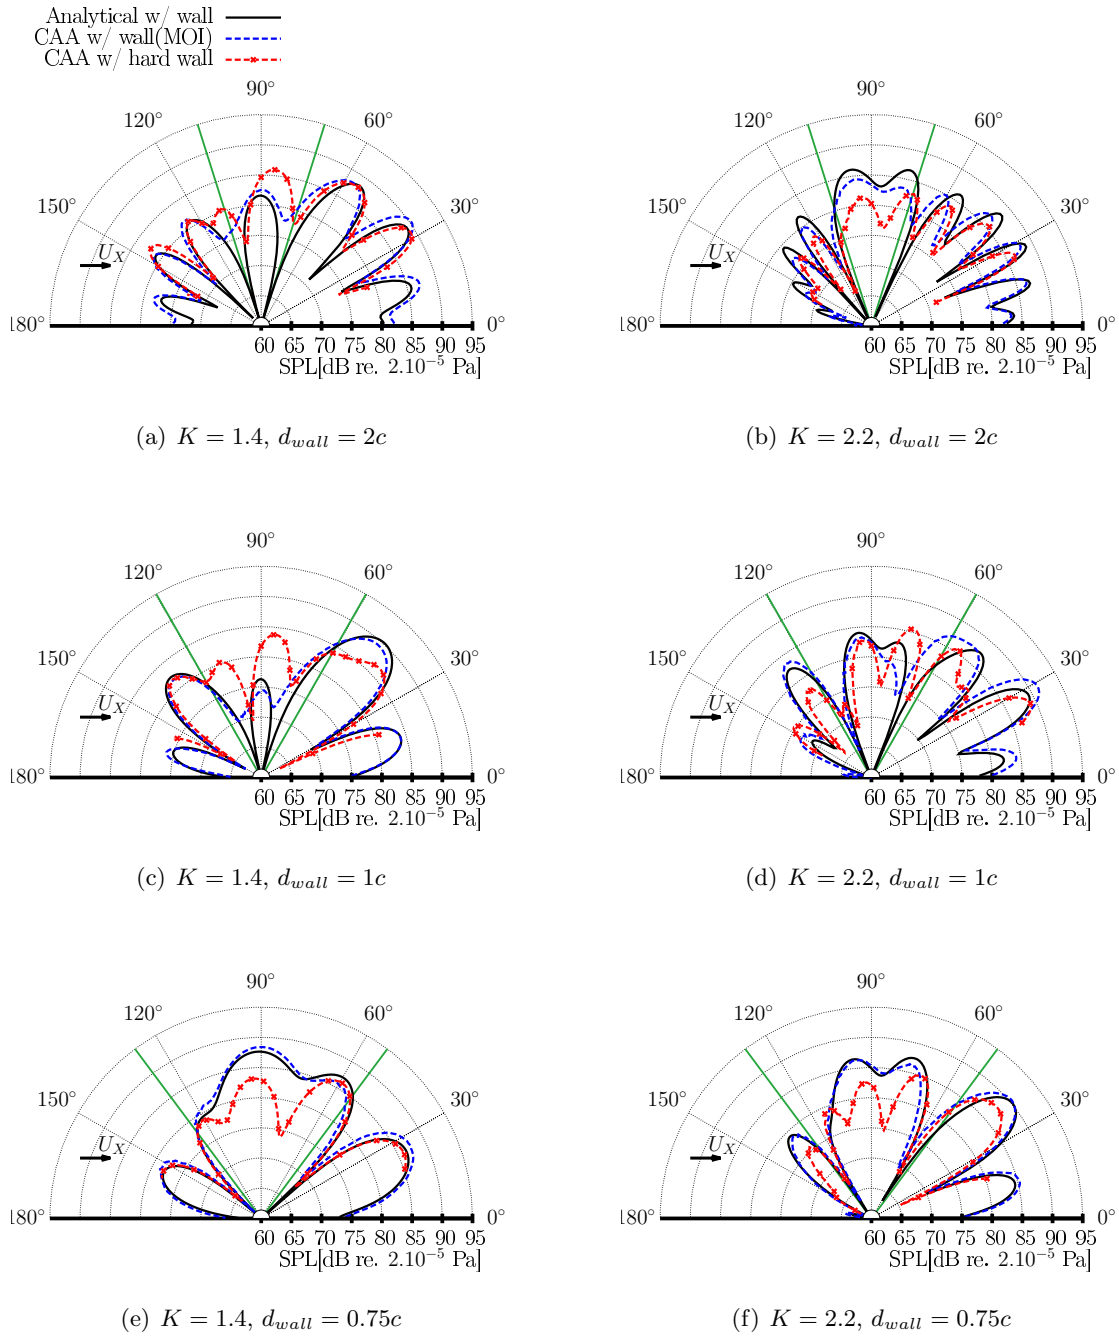 Analytical w/ wall
CAA w/ wall(MOI)
CAA w/ hard wall
90°
120° 60°
150° 30°
U_X
180° 0°
60 65 70 75 80 85 90 95
SPL[dB re. 2.10⁻⁵ Pa]
(a) K = 1.4, d_wall = 2c
90°
120° 60°
150° 30°
U_X
180° 0°
60 65 70 75 80 85 90 95
SPL[dB re. 2.10⁻⁵ Pa]
(b) K = 2.2, d_wall = 2c
90°
120° 60°
150° 30°
U_X
180° 0°
60 65 70 75 80 85 90 95
SPL[dB re. 2.10⁻⁵ Pa]
(c) K = 1.4, d_wall = 1c
90°
120° 60°
150° 30°
U_X
180° 0°
60 65 70 75 80 85 90 95
SPL[dB re. 2.10⁻⁵ Pa]
(d) K = 2.2, d_wall = 1c
90°
120° 60°
150° 30°
U_X
180° 0°
60 65 70 75 80 85 90 95
SPL[dB re. 2.10⁻⁵ Pa]
(e) K = 1.4, d_wall = 0.75c
90°
120° 60°
150° 30°
U_X
180° 0°
60 65 70 75 80 85 90 95
SPL[dB re. 2.10⁻⁵ Pa]
(f) K = 2.2, d_wall = 0.75c